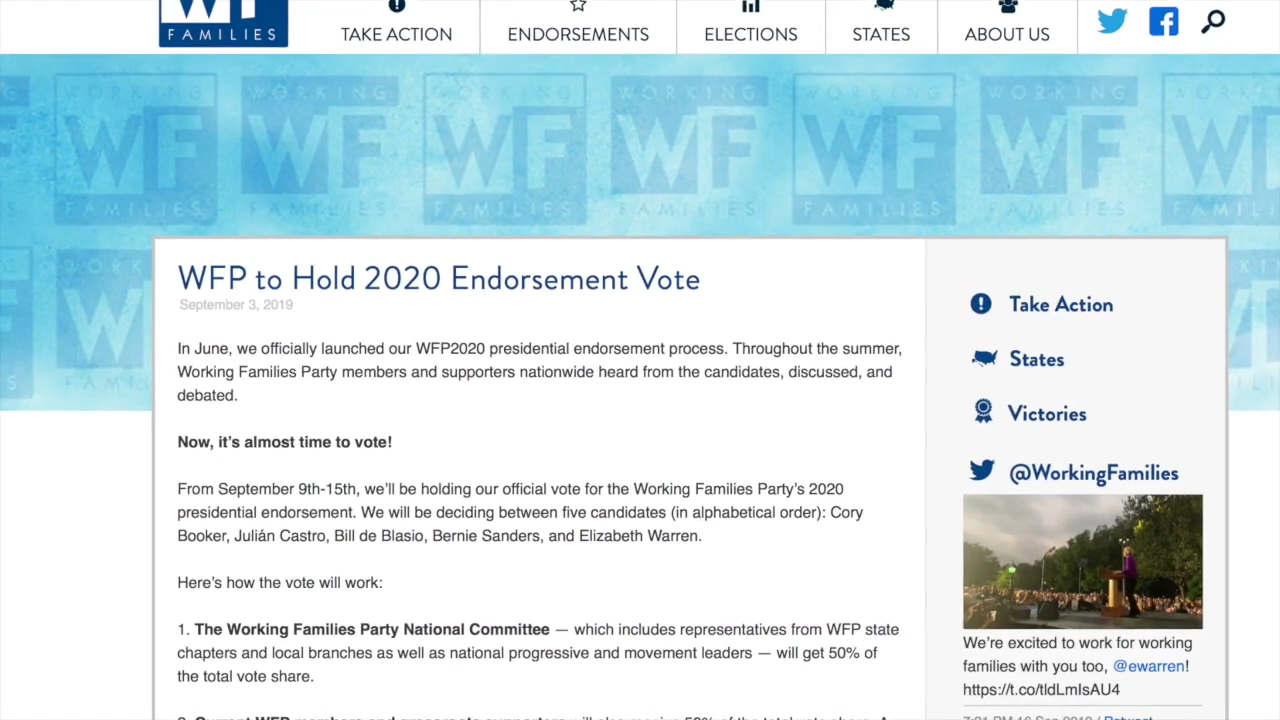 WF
FAMILIES
TAKE ACTION
ENDORSEMENTS
ELECTIONS
STATES
ABOUT US
WORKING WF FAMILIES
WFP to Hold 2020 Endorsement Vote
September 3, 2019
In June, we officially launched our WFP2020 presidential endorsement process. Throughout the summer,
Working Families Party members and supporters nationwide heard from the candidates, discussed, and
debated.
Now, it's almost time to vote!
From September 9th-15th, we'll be holding our official vote for the Working Families Party's 2020
presidential endorsement. We will be deciding between five candidates (in alphabetical order): Cory
Booker, Julián Castro, Bill de Blasio, Bernie Sanders, and Elizabeth Warren.
Here's how the vote will work:
1. The Working Families Party National Committee — which includes representatives from WFP state
chapters and local branches as well as national progressive and movement leaders — will get 50% of
the total vote share.
Take Action
States
Victories
@WorkingFamilies
We're excited to work for working
families with you too, @ewarren!
https://t.co/tldLmIsAU4